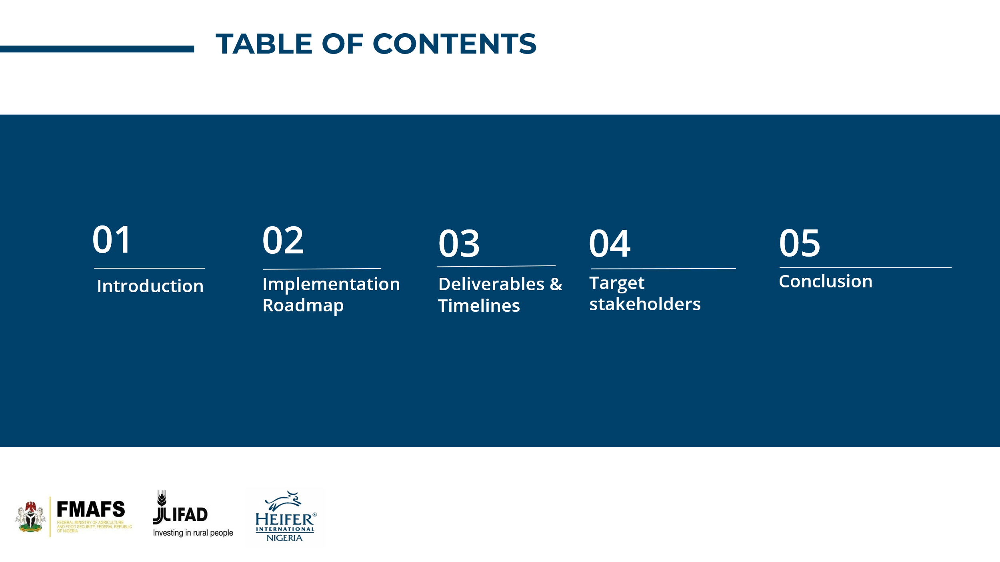 TABLE OF CONTENTS
01
Introduction
02
Implementation
Roadmap
03
Deliverables &
Timelines
04
Target
stakeholders
05
Conclusion
FMAFS
FEDERAL MINISTRY OF AGRICULTURE
AND FOOD SECURITY, FEDERAL REPUBLIC
OF NIGERIA
IFAD
Investing in rural people
HEIFER®
INTERNATIONAL
NIGERIA